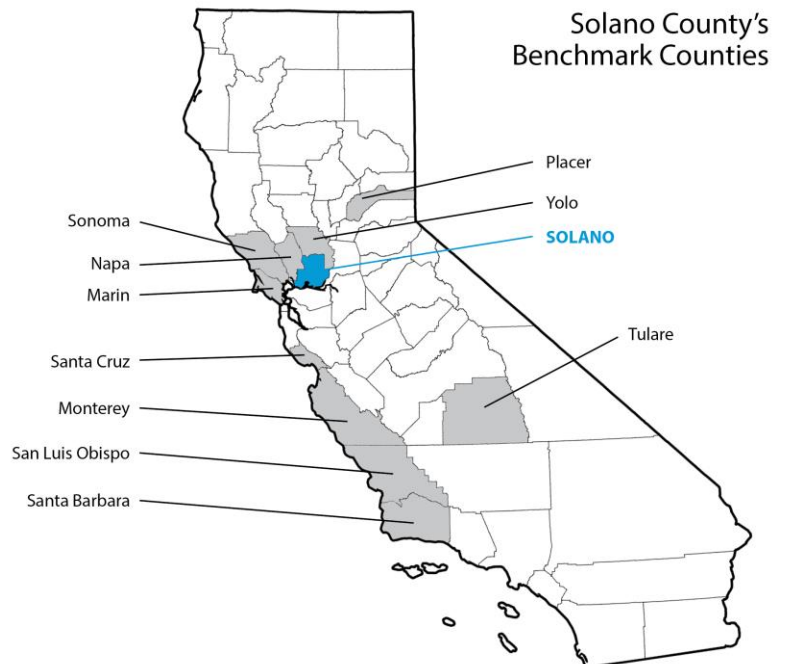 Solano County's
Benchmark Counties
Placer
Yolo
SOLANO
Sonoma
Napa
Marin
Tulare
Santa Cruz
Monterey
San Luis Obispo
Santa Barbara